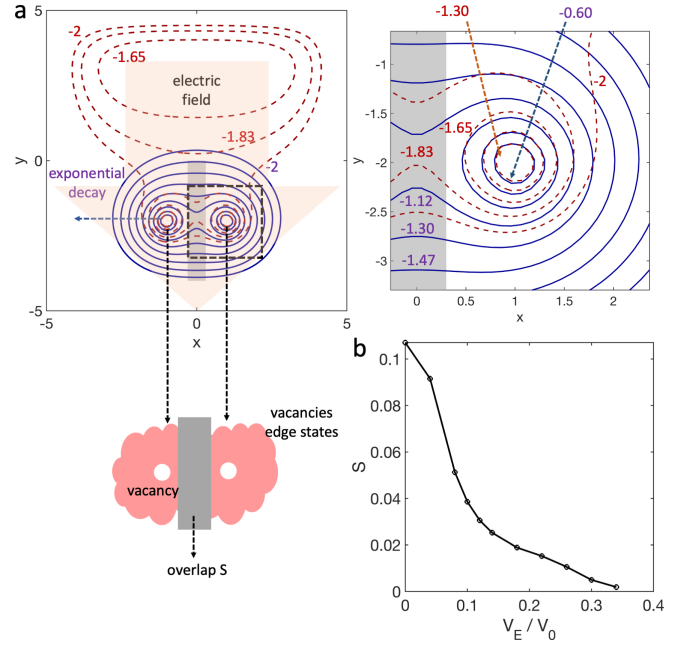 a
5
-2
-1.65
electric
field
-1.83
y
0
-2
exponential
decay
-5
-5
0
5
x
-1.30
-0.60
-1
-2
-1.5
-1.65
y
-2
-1.83
-2.5
-1.12
-1.30
-3
-1.47
0
0.5
1
1.5
2
x
vacancies
edge states
vacancy
overlap S
b
0.1
0.08
S
0.06
0.04
0.02
0
0
0.1
0.2
0.3
0.4
V_E / V_0